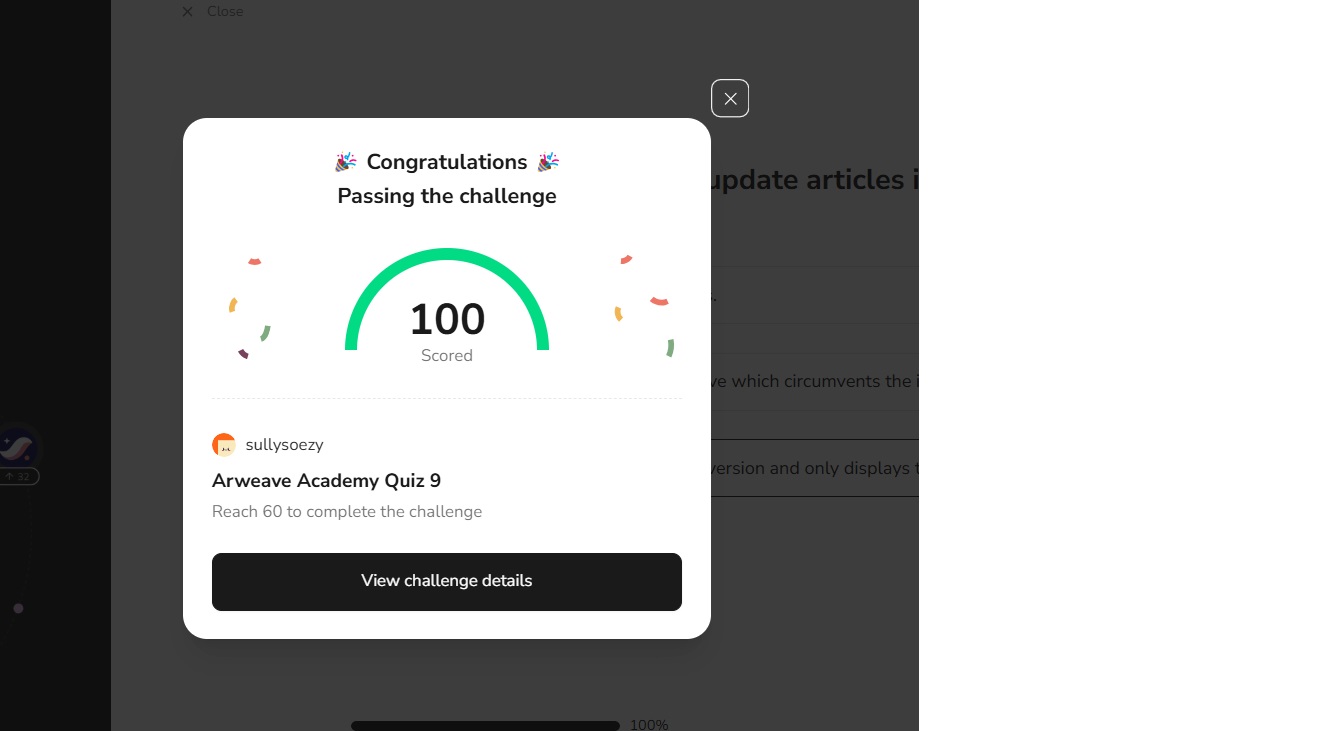 Close
🎉 Congratulations 🎉
Passing the challenge
update articles i
100
Scored
s.
ve which circumvents the i
sullysoezy
version and only displays t
↑ 32
Arweave Academy Quiz 9
Reach 60 to complete the challenge
View challenge details
100%